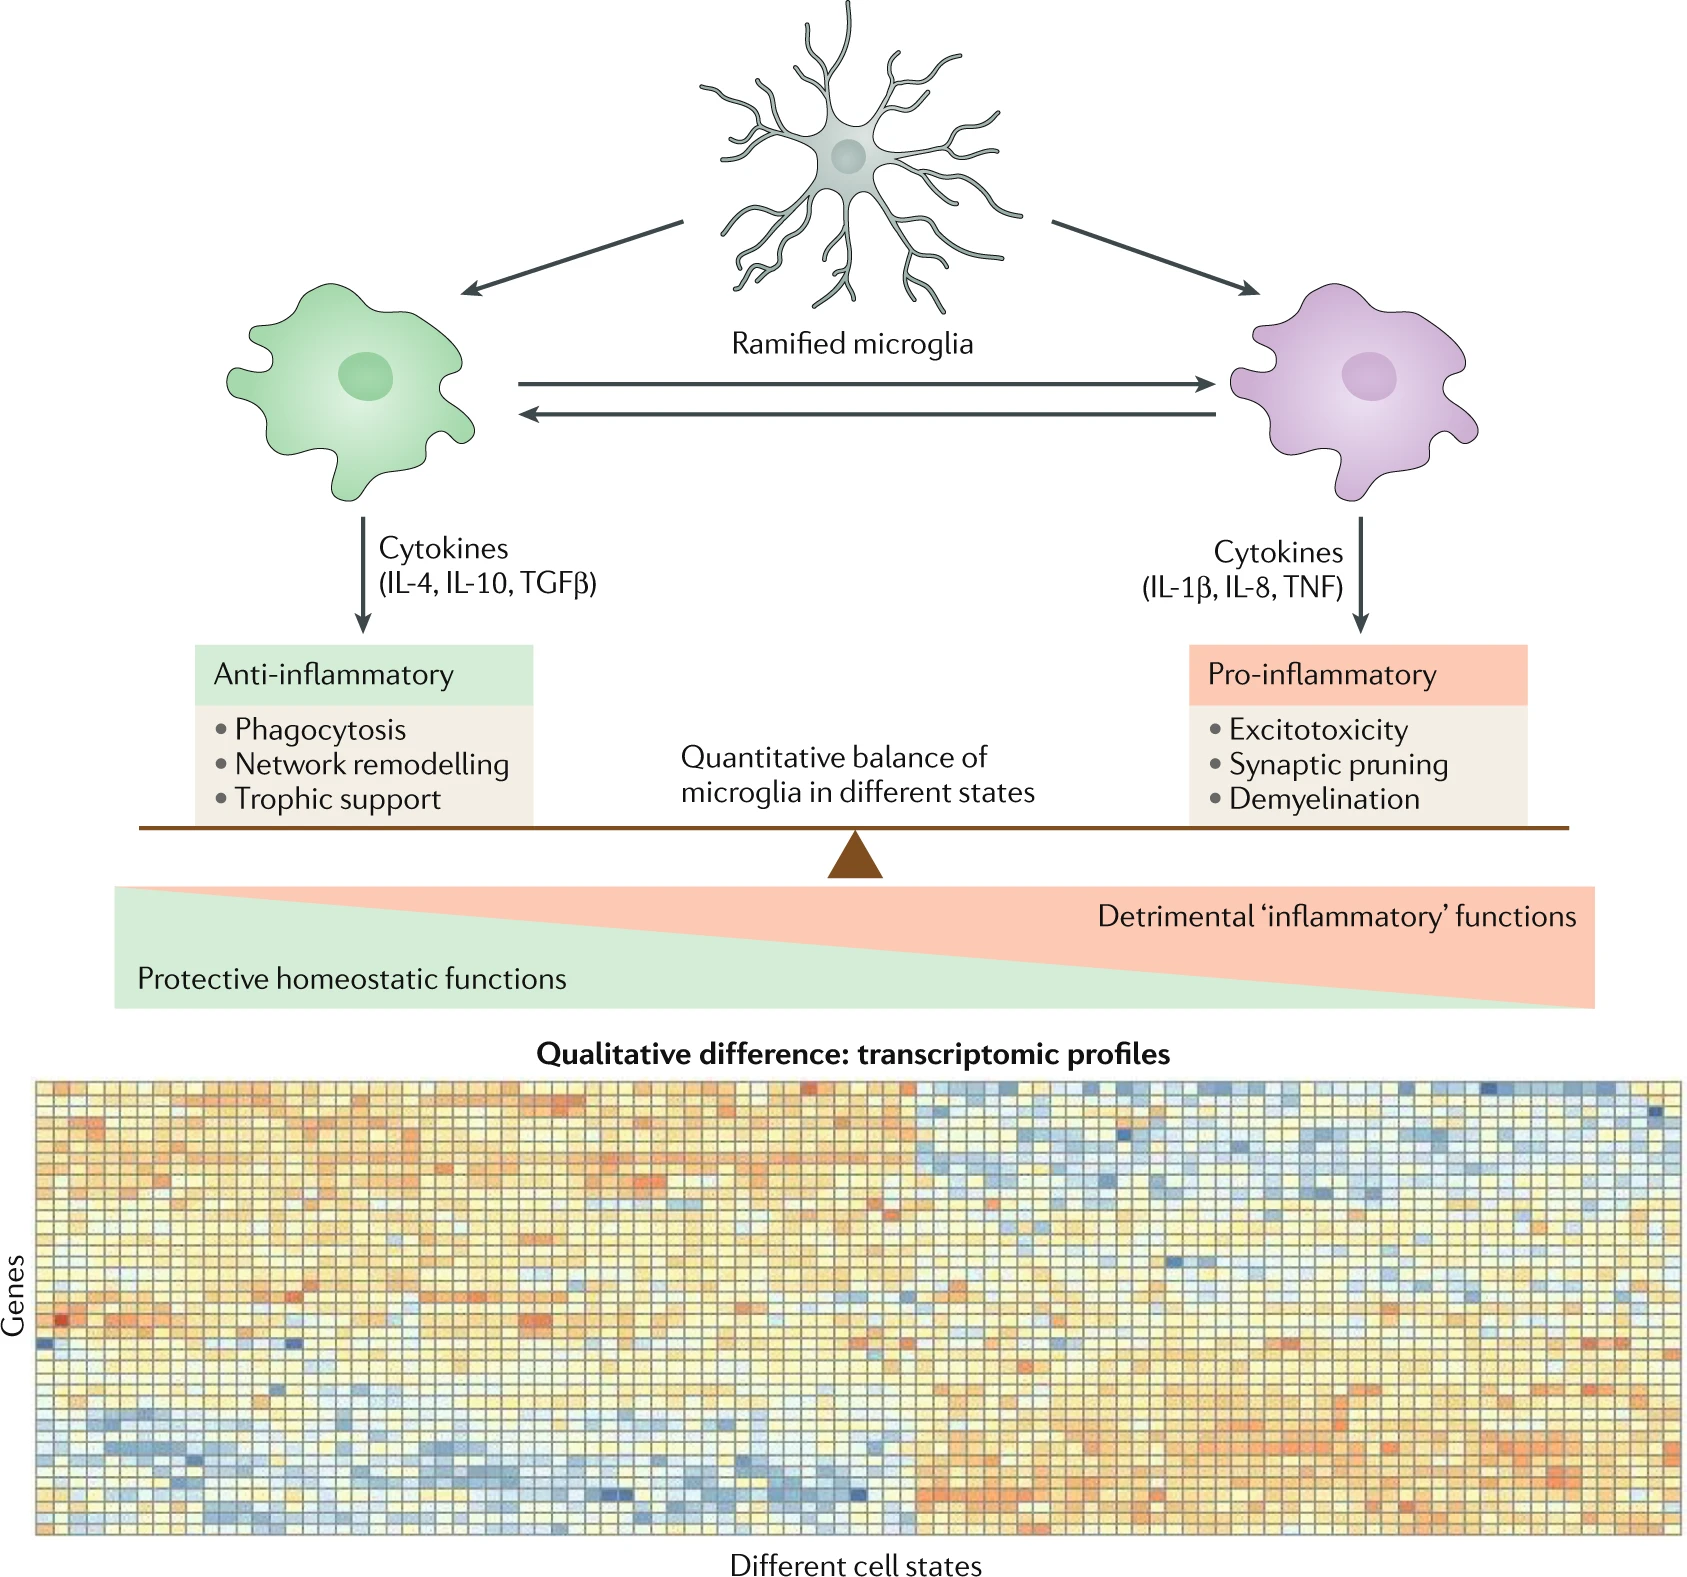 Ramified microglia
Cytokines
(IL-4, IL-10, TGFβ)
Cytokines
(IL-1β, IL-8, TNF)
Anti-inflammatory
• Phagocytosis
• Network remodelling
• Trophic support
Quantitative balance of
microglia in different states
Pro-inflammatory
• Excitotoxicity
• Synaptic pruning
• Demyelination
Detrimental ‘inflammatory’ functions
Protective homeostatic functions
Qualitative difference: transcriptomic profiles
Genes
Different cell states